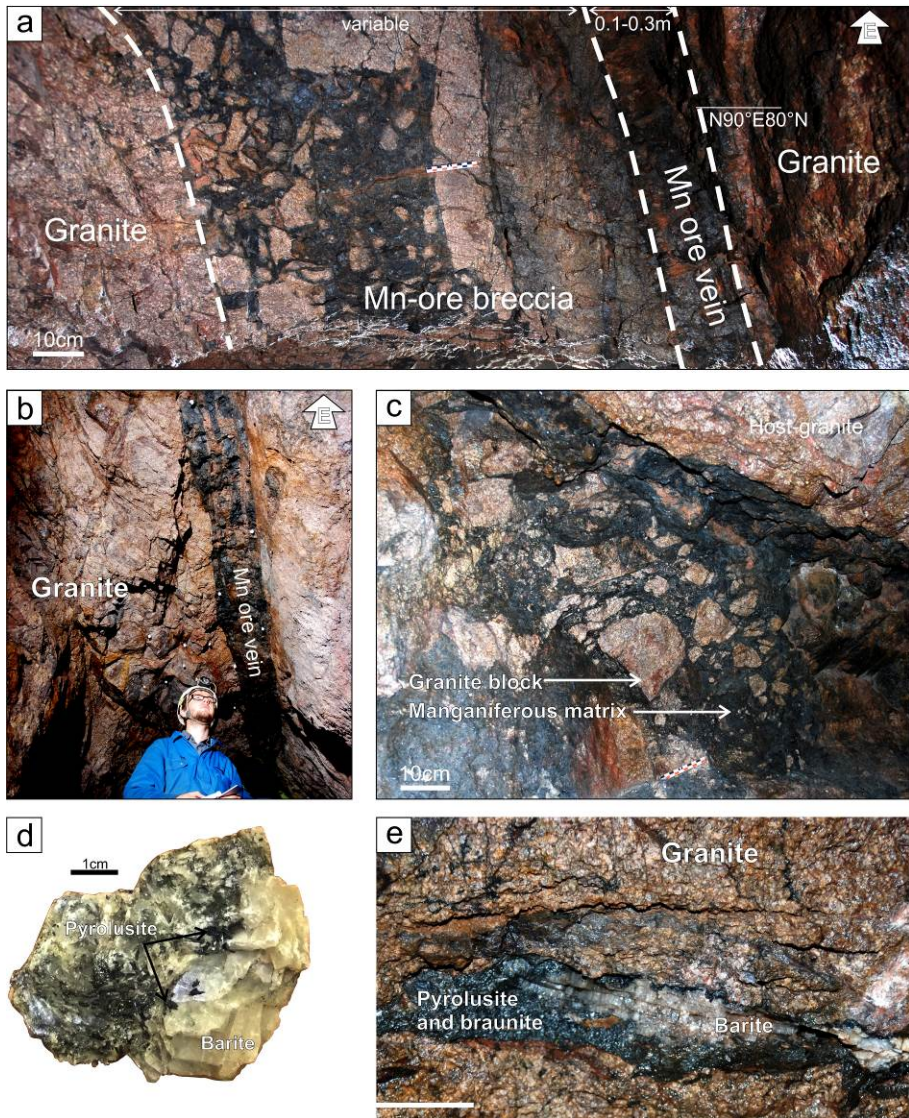 a
variable
0.1-0.3m
E
N90°E80°N
Granite
Granite
Mn ore vein
Mn-ore breccia
10cm
b
E
Granite
Mn ore vein
c
Host-granite
Granite block
Manganiferous matrix
10cm
d
1cm
Pyrolusite
Barite
e
Granite
Pyrolusite
and braunite
Barite